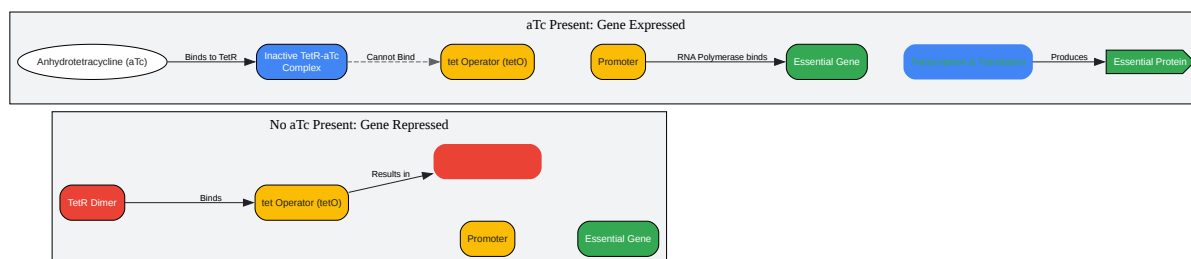 aTc Present: Gene Expressed
Anhydrotetracycline (aTc)
Binds to TetR
Inactive TetR-aTc
Complex
Cannot Bind
tet Operator (tetO)
Promoter
RNA Polymerase binds
Essential Gene
Transcription & Translation
Produces
Essential Protein
No aTc Present: Gene Repressed
TetR Dimer
Binds
tet Operator (tetO)
Results in
Promoter
Essential Gene